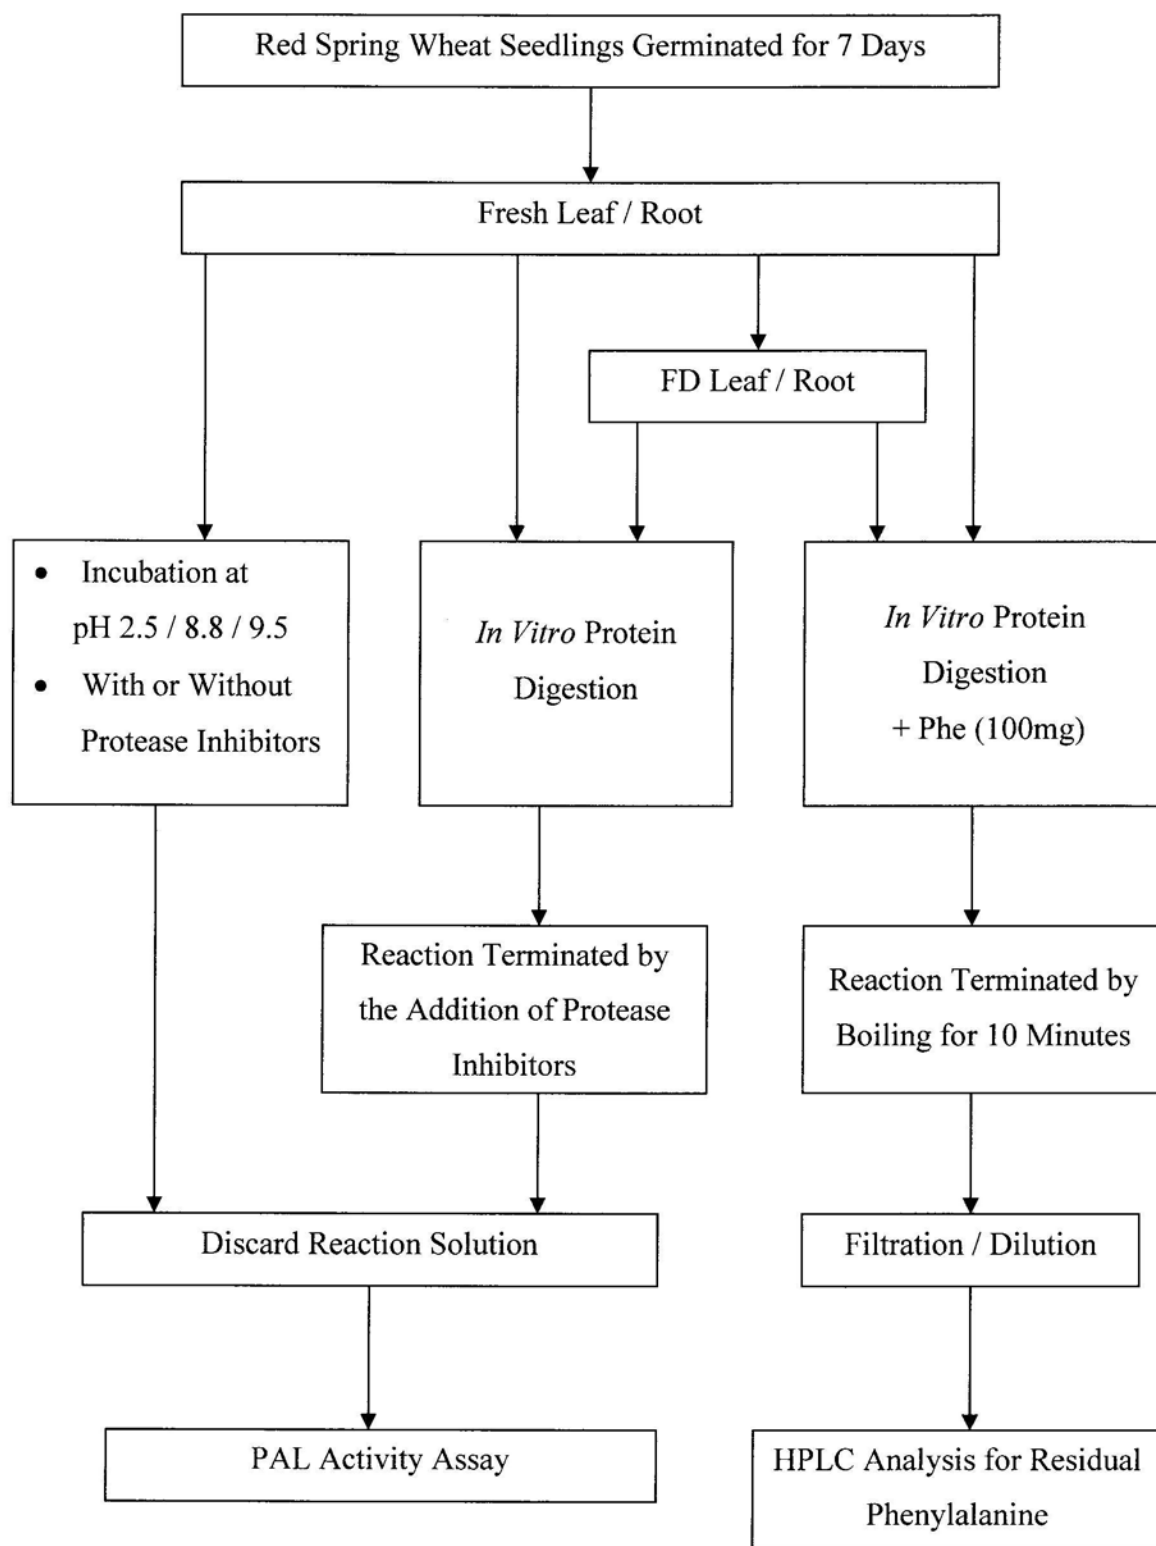 Red Spring Wheat Seedlings Germinated for 7 Days
Fresh Leaf / Root
FD Leaf / Root
• Incubation at
pH 2.5 / 8.8 / 9.5
• With or Without
Protease Inhibitors
In Vitro Protein
Digestion
In Vitro Protein
Digestion
+ Phe (100mg)
Reaction Terminated by
the Addition of Protease
Inhibitors
Reaction Terminated by
Boiling for 10 Minutes
Discard Reaction Solution
Filtration / Dilution
PAL Activity Assay
HPLC Analysis for Residual
Phenylalanine